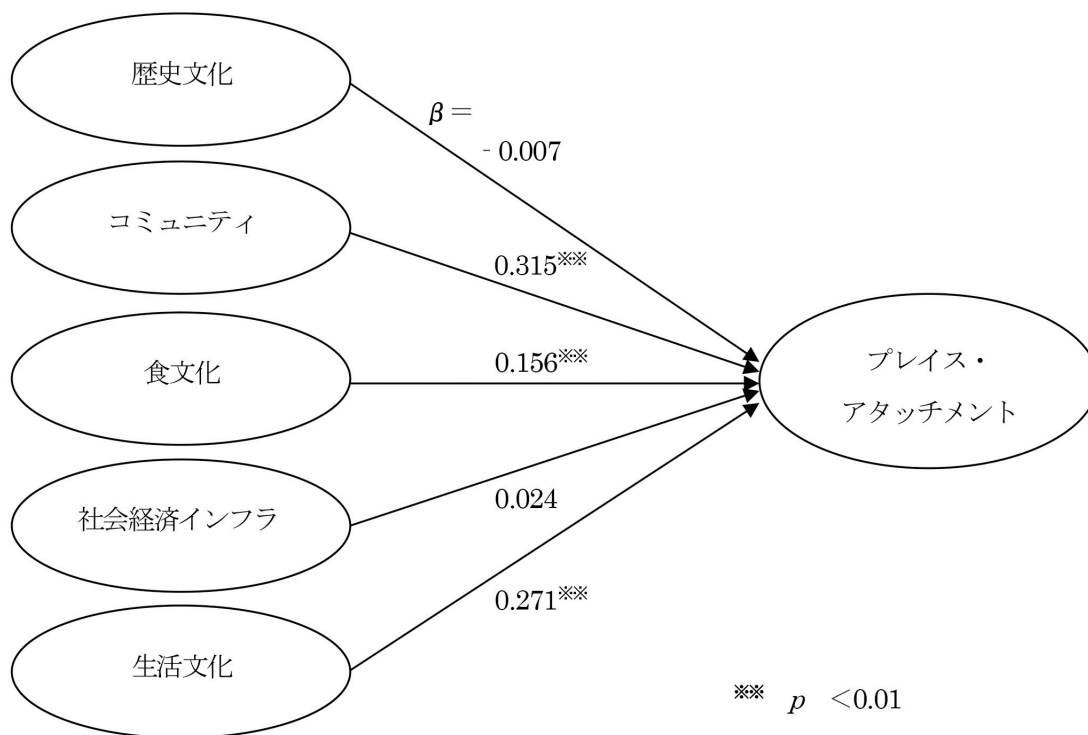 歴史文化
β =
- 0.007
コミュニティ
0.315※※
食文化
0.156※※
プレイス・
アタッチメント
社会経済インフラ
0.024
0.271※※
生活文化
※※ p <0.01